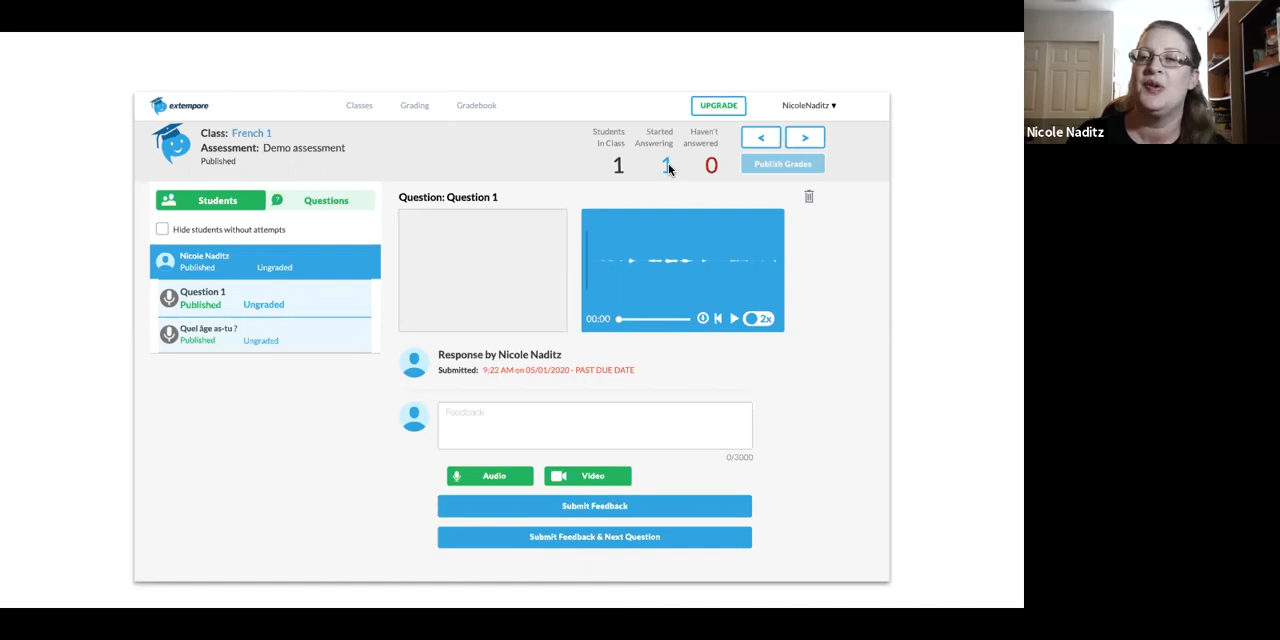 extempore
Classes
Grading
Gradebook
UPGRADE
NicoleNaditz ▾
Class: French 1
Assessment: Demo assessment
Published
Students
In Class
1
Started
Answering
1
Haven't
answered
0
<
>
Publish Grades
Students
Questions
Hide students without attempts
Nicole Naditz
Published Ungraded
Question 1
Published Ungraded
Quel âge as-tu ?
Published Ungraded
Question: Question 1
00:00
2x
Response by Nicole Naditz
Submitted: 9:22 AM on 05/01/2020 - PAST DUE DATE
Feedback
0/3000
Audio
Video
Submit Feedback
Submit Feedback & Next Question
Nicole Naditz